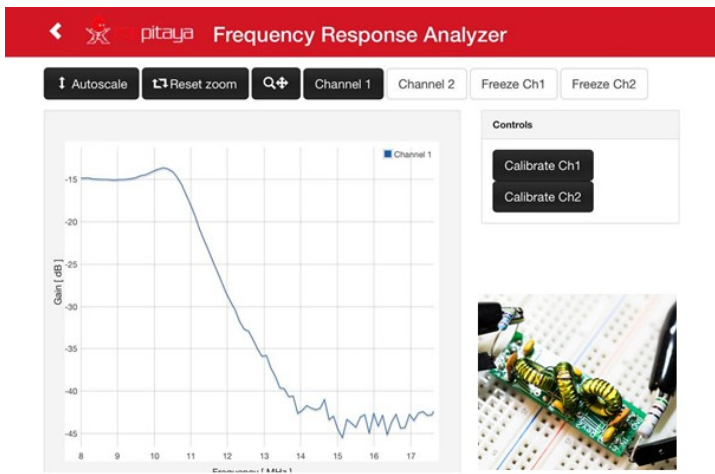 pitaya Frequency Response Analyzer
Autoscale Reset zoom Channel 1 Channel 2 Freeze Ch1 Freeze Ch2
Controls
Calibrate Ch1
Calibrate Ch2
Channel 1
Gain [ dB ]
-15
-20
-25
-30
-35
-40
-45
8 9 10 11 12 13 14 15 16 17
Frequency [ MHz ]